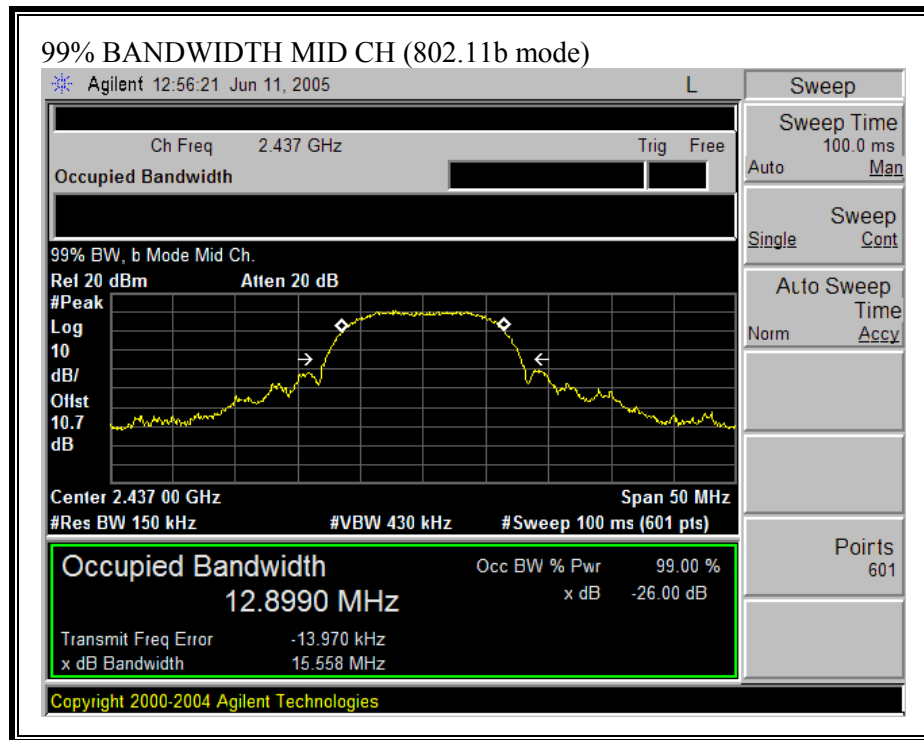 99% BANDWIDTH MID CH (802.11b mode)
Agilent 12:56:21 Jun 11, 2005 L
Sweep
Ch Freq 2.437 GHz Trig Free
Occupied Bandwidth
Sweep Time
100.0 ms
Auto Man
Sweep
Single Cont
Auto Sweep
Time
Norm Accy
Points
601
99% BW, b Mode Mid Ch.
Ref 20 dBm Atten 20 dB
#Peak
Log
10
dB/
Offst
10.7
dB
Center 2.437 00 GHz Span 50 MHz
#Res BW 150 kHz #VBW 430 kHz #Sweep 100 ms (601 pts)
Occupied Bandwidth Occ BW % Pwr 99.00 %
12.8990 MHz x dB -26.00 dB
Transmit Freq Error -13.970 kHz
x dB Bandwidth 15.558 MHz
Copyright 2000-2004 Agilent Technologies